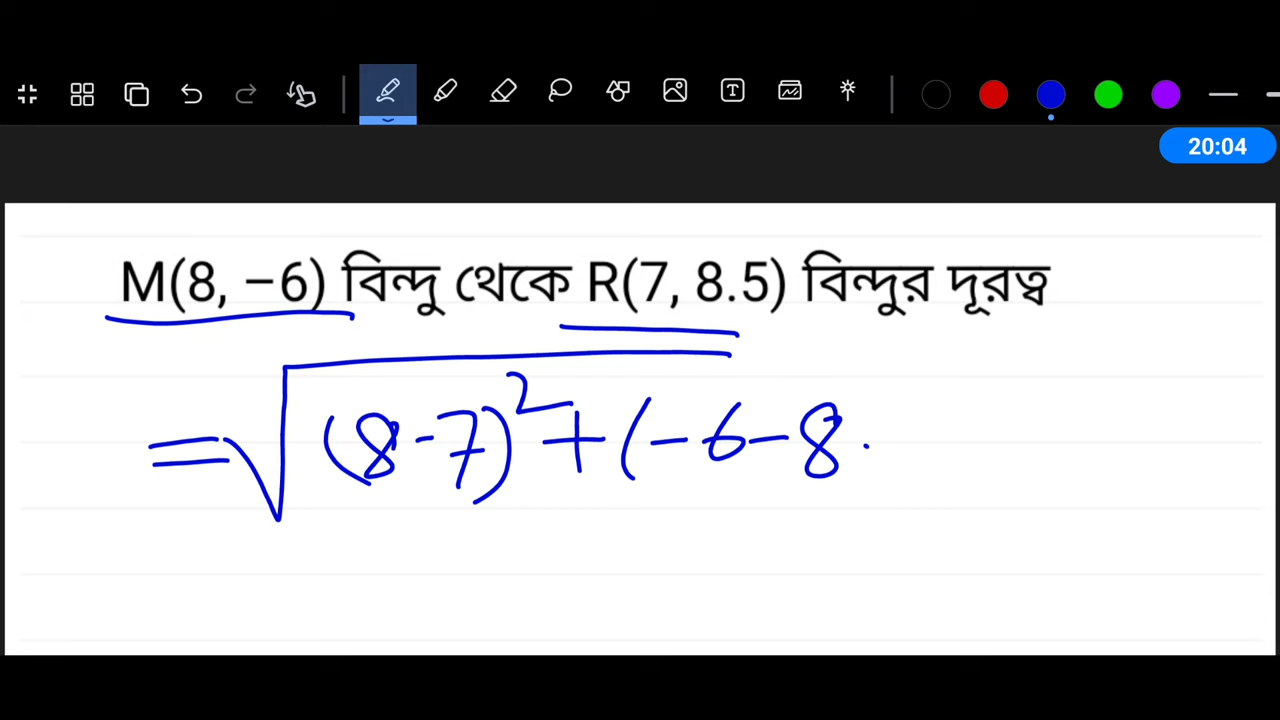 20:04
M(8, −6) বিন্দু থেকে R(7, 8.5) বিন্দুর দূরত্ব
=√(8-7)²+(-6-8.